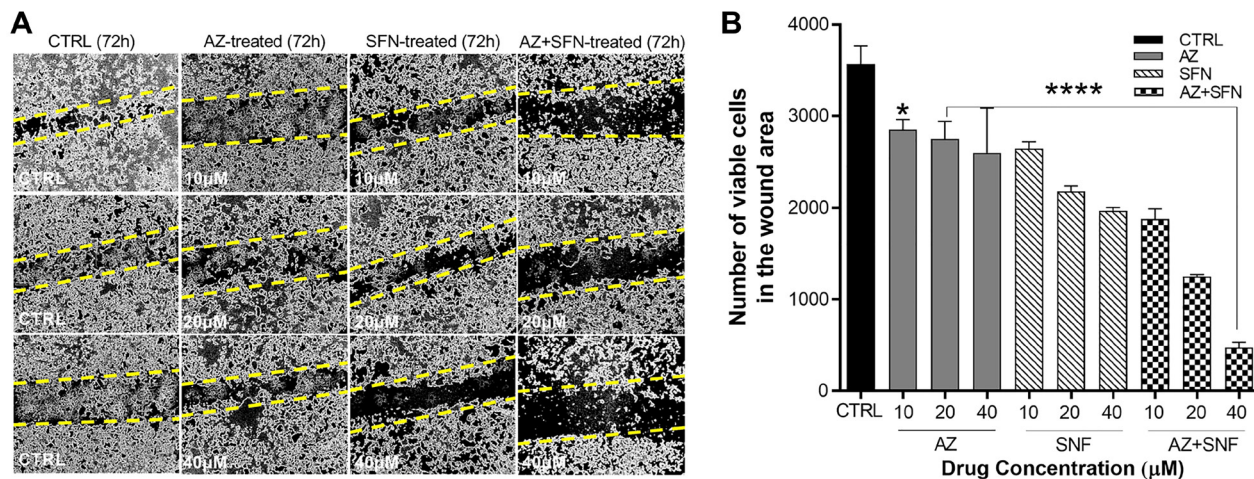 A
CTRL (72h) AZ-treated (72h) SFN-treated (72h) AZ+SFN-treated (72h)
CTRL 10µM 10µM 10µM
CTRL 20µM 20µM 20µM
CTRL 40µM 40µM 40µM
B
Number of viable cells
in the wound area
4000
3000
2000
1000
0
CTRL
AZ
SFN
AZ+SFN
*
****
CTRL 10 20 40 10 20 40 10 20 40
AZ SNF AZ+SNF
Drug Concentration (µM)